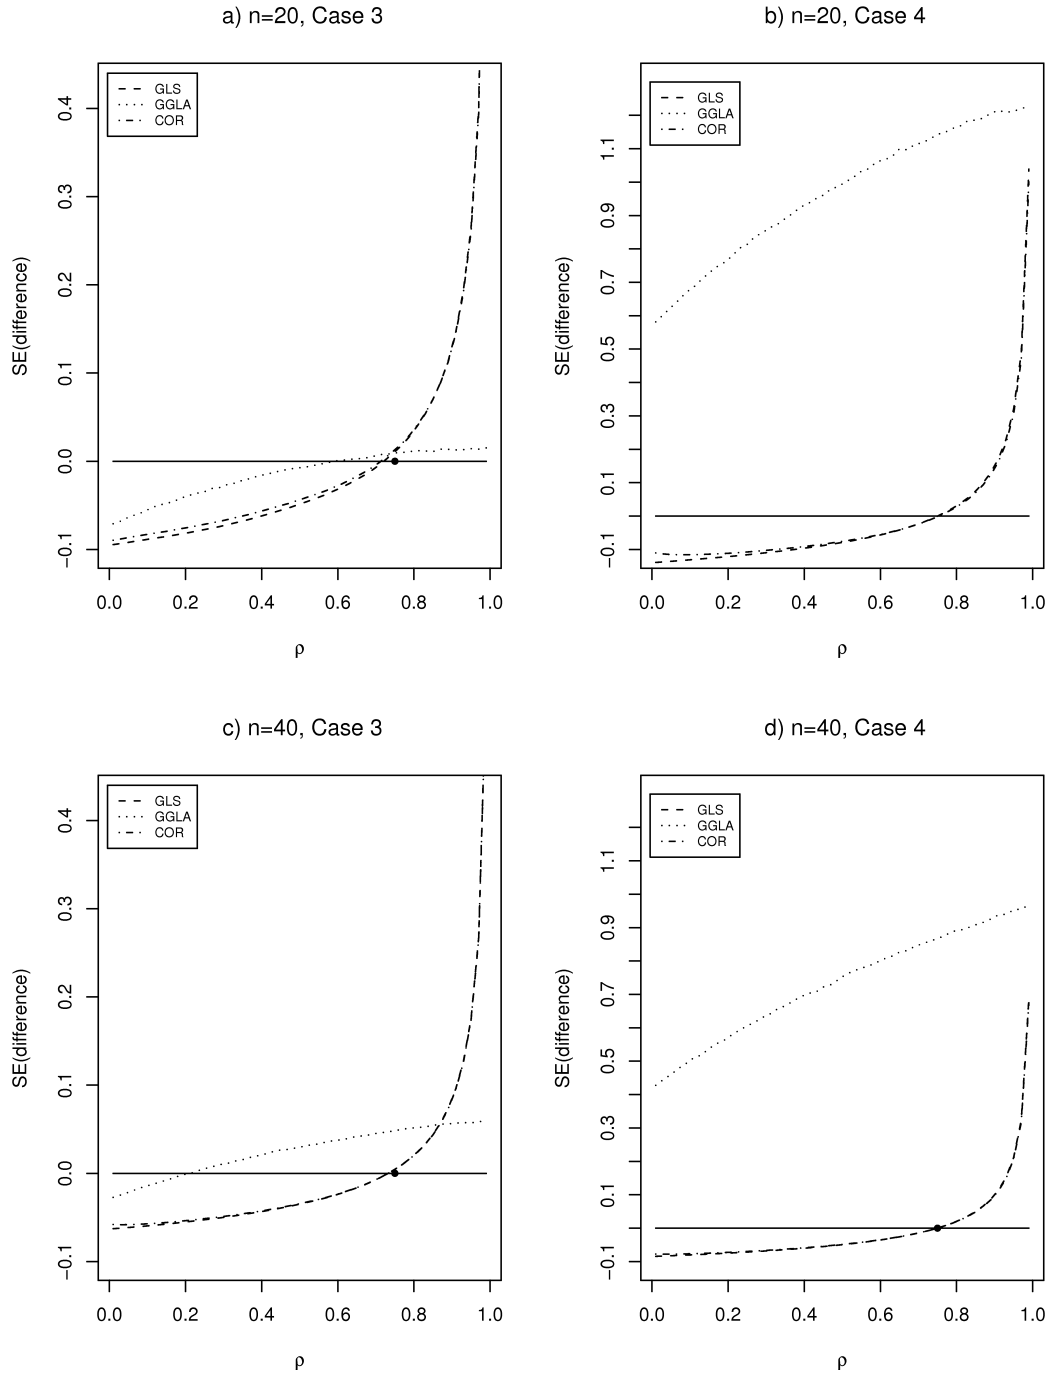 a) n=20, Case 3
GLS
GGLA
COR
SE(difference)
0.4
0.3
0.2
0.1
0.0
−0.1
0.0 0.2 0.4 0.6 0.8 1.0
ρ
b) n=20, Case 4
GLS
GGLA
COR
SE(difference)
1.1
0.9
0.7
0.5
0.3
0.1
−0.1
0.0 0.2 0.4 0.6 0.8 1.0
ρ
c) n=40, Case 3
GLS
GGLA
COR
SE(difference)
0.4
0.3
0.2
0.1
0.0
−0.1
0.0 0.2 0.4 0.6 0.8 1.0
ρ
d) n=40, Case 4
GLS
GGLA
COR
SE(difference)
1.1
0.9
0.7
0.5
0.3
0.1
−0.1
0.0 0.2 0.4 0.6 0.8 1.0
ρ